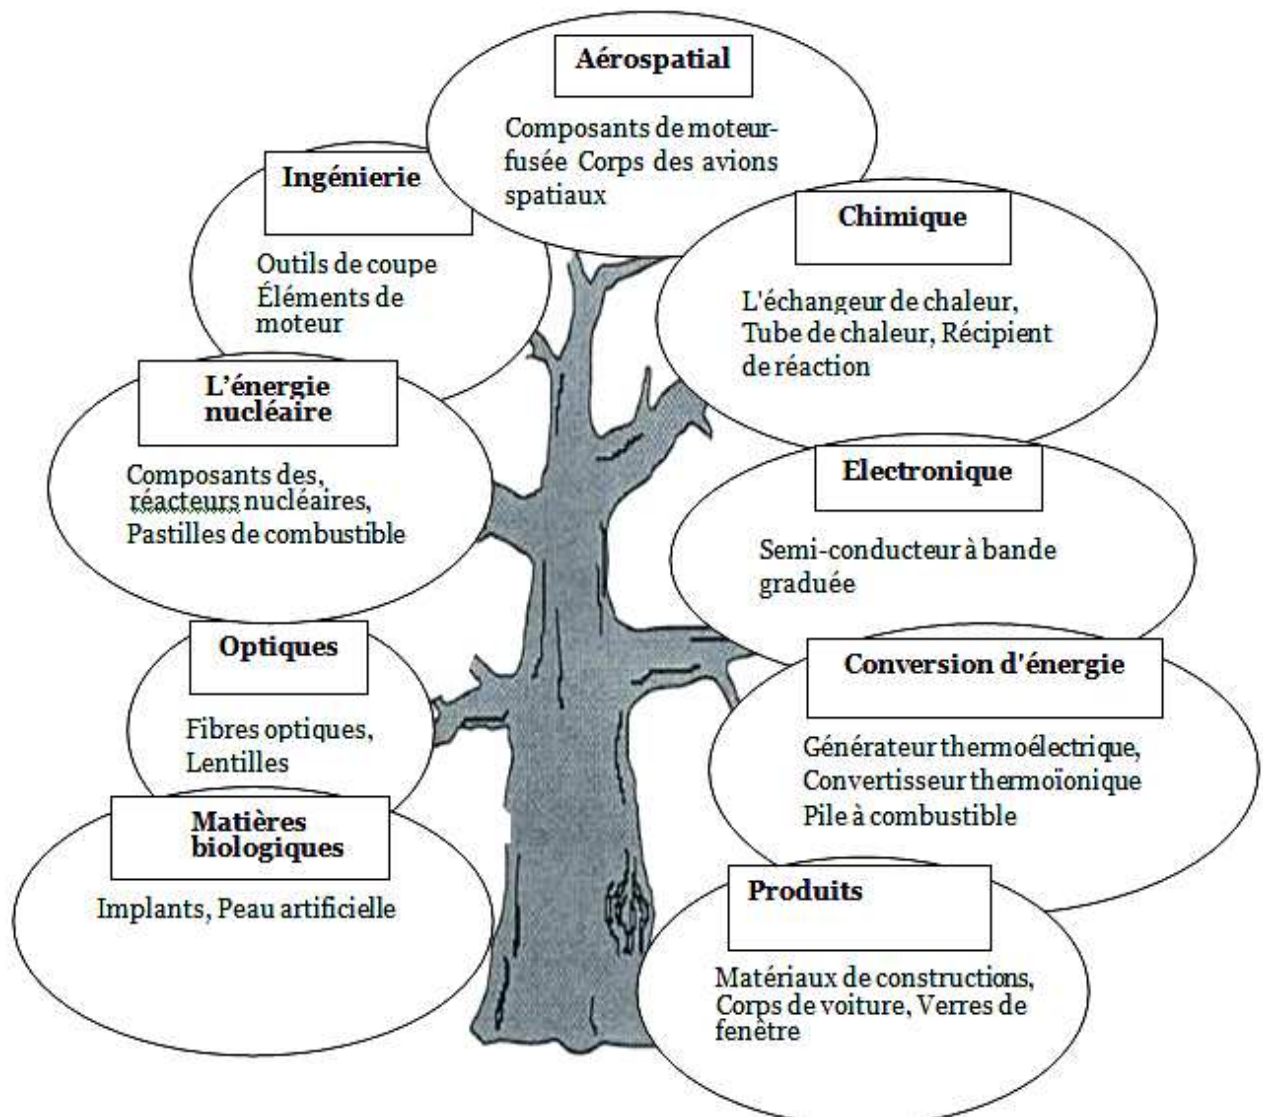 Aérospatial
Composants de moteur-
fusée Corps des avions
spatiaux
Ingénierie
Outils de coupe
Éléments de
moteur
Chimique
L'échangeur de chaleur,
Tube de chaleur, Récipient
de réaction
L'énergie
nucléaire
Composants des,
réacteurs nucléaires,
Pastilles de combustible
Electronique
Semi-conducteur à bande
graduée
Optiques
Fibres optiques,
Lentilles
Conversion d'énergie
Générateur thermoélectrique,
Convertisseur thermoïonique
Pile à combustible
Matières
biologiques
Implants, Peau artificielle
Produits
Matériaux de constructions,
Corps de voiture, Verres de
fenêtre